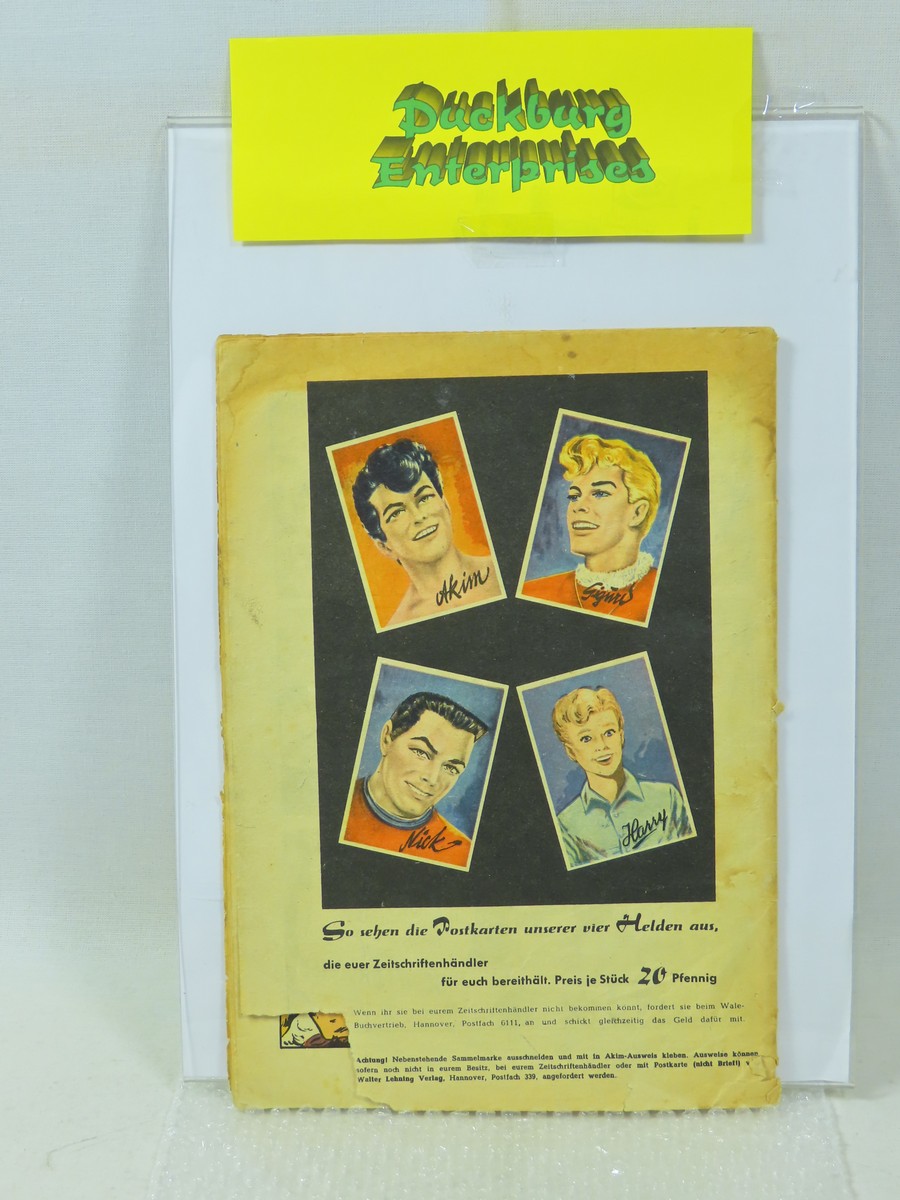 Duckburg
Enterprises
Akim
Sigurd
Nick
Harry
So sehen die Postkarten unserer vier Helden aus,
die euer Zeitschriftenhändler
für euch bereithält. Preis je Stück 20 Pfennig
Wenn ihr sie bei eurem Zeitschriftenhändler nicht bekommen könnt, fordert sie beim Wale-
Buchvertrieb, Hannover, Postfach 6111, an und schickt gleichzeitig das Geld dafür mit.
Achtung! Nebenstehende Sammelmarke ausschneiden und mit in Akim-Ausweis kleben. Ausweise können
sofern noch nicht in eurem Besitz, bei eurem Zeitschriftenhändler oder mit Postkarte (nicht Brief!)
Walter Lehning Verlag, Hannover, Postfach 339, angefordert werden.